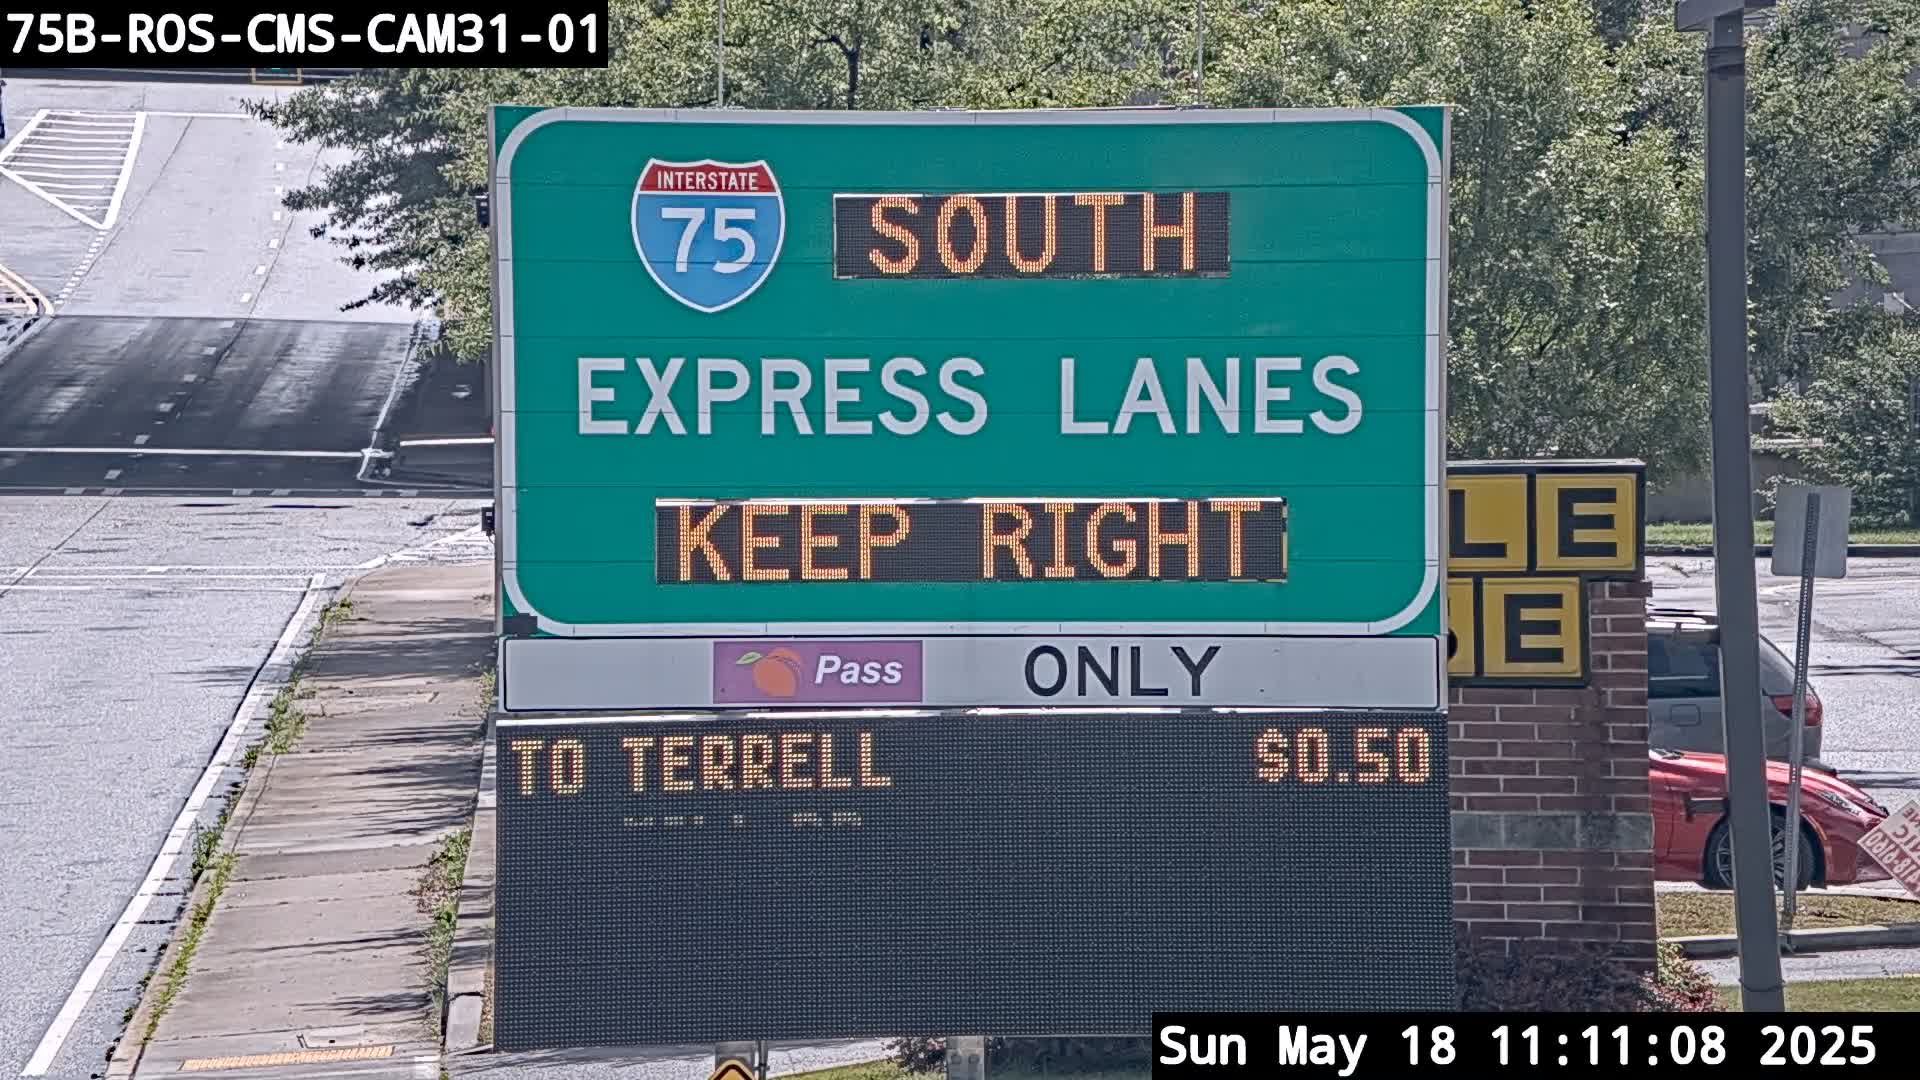 75B-ROS-CMS-CAM31-01
INTERSTATE
75
SOUTH
EXPRESS LANES
KEEP RIGHT
Pass ONLY
TO TERRELL $0.50
LE
E
Sun May 18 11:11:08 2025